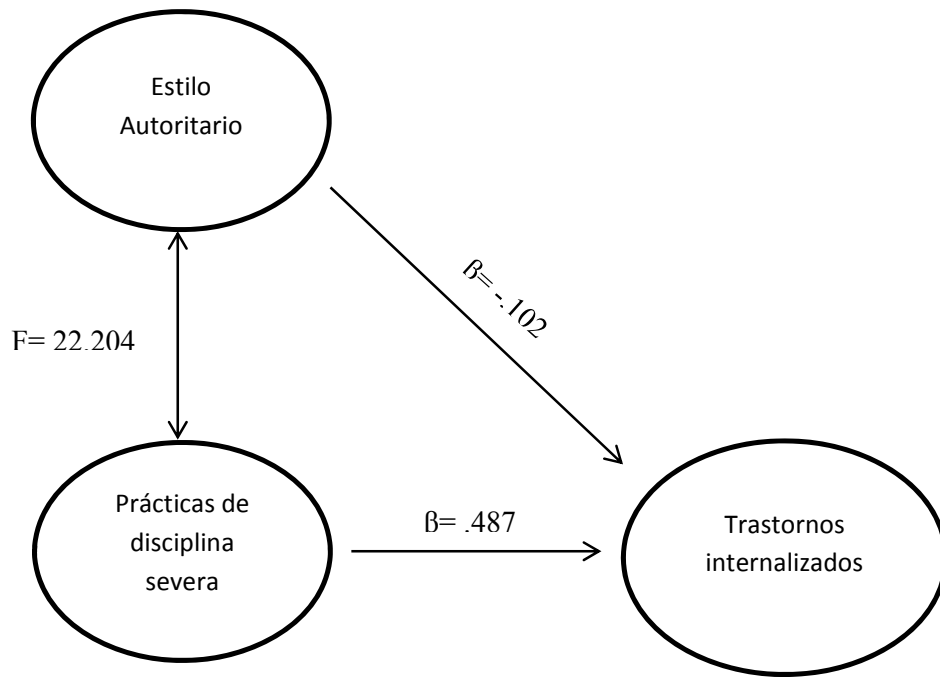 Estilo
Autoritario
ß= -.102
F= 22.204
Prácticas de
disciplina
severa
ß= .487
Trastornos
internalizados